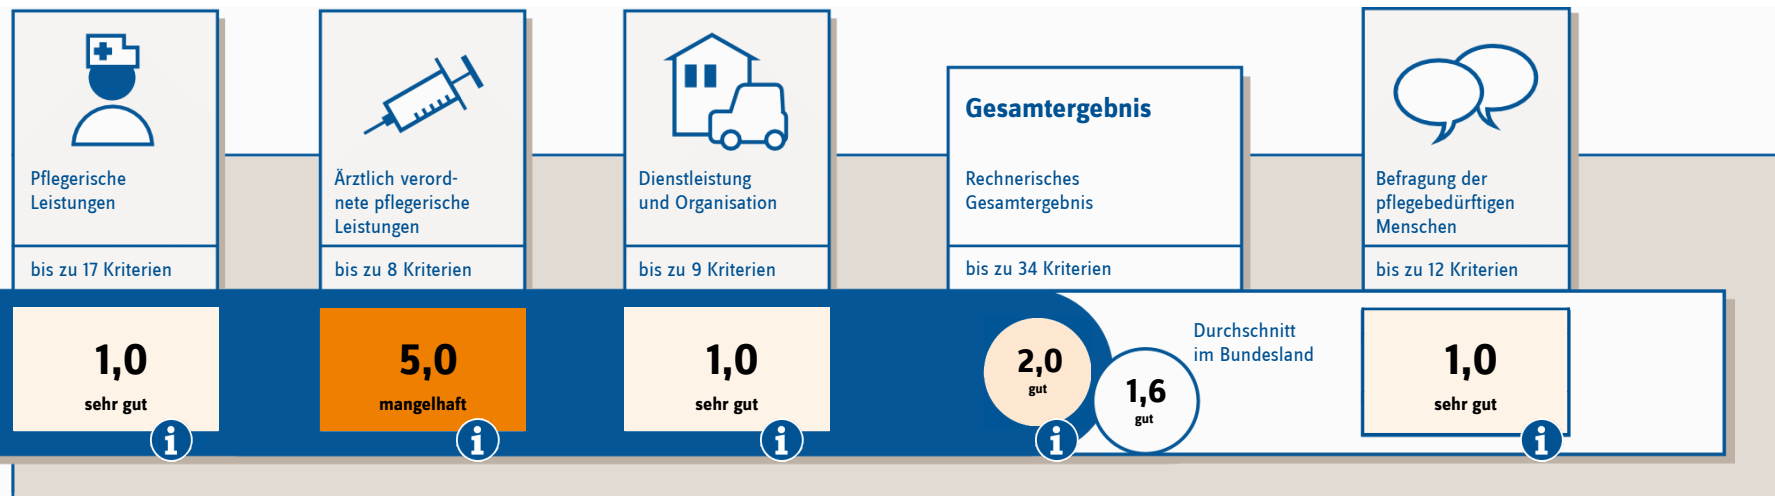 Pflegerische
Leistungen
bis zu 17 Kriterien
1,0
sehr gut
i
Ärztlich verord-
nete pflegerische
Leistungen
bis zu 8 Kriterien
5,0
mangelhaft
i
Dienstleistung
und Organisation
bis zu 9 Kriterien
1,0
sehr gut
i
Gesamtergebnis
Rechnerisches
Gesamtergebnis
bis zu 34 Kriterien
2,0
gut
i
1,6
gut
Durchschnitt
im Bundesland
Befragung der
pflegebedürftigen
Menschen
bis zu 12 Kriterien
1,0
sehr gut
i